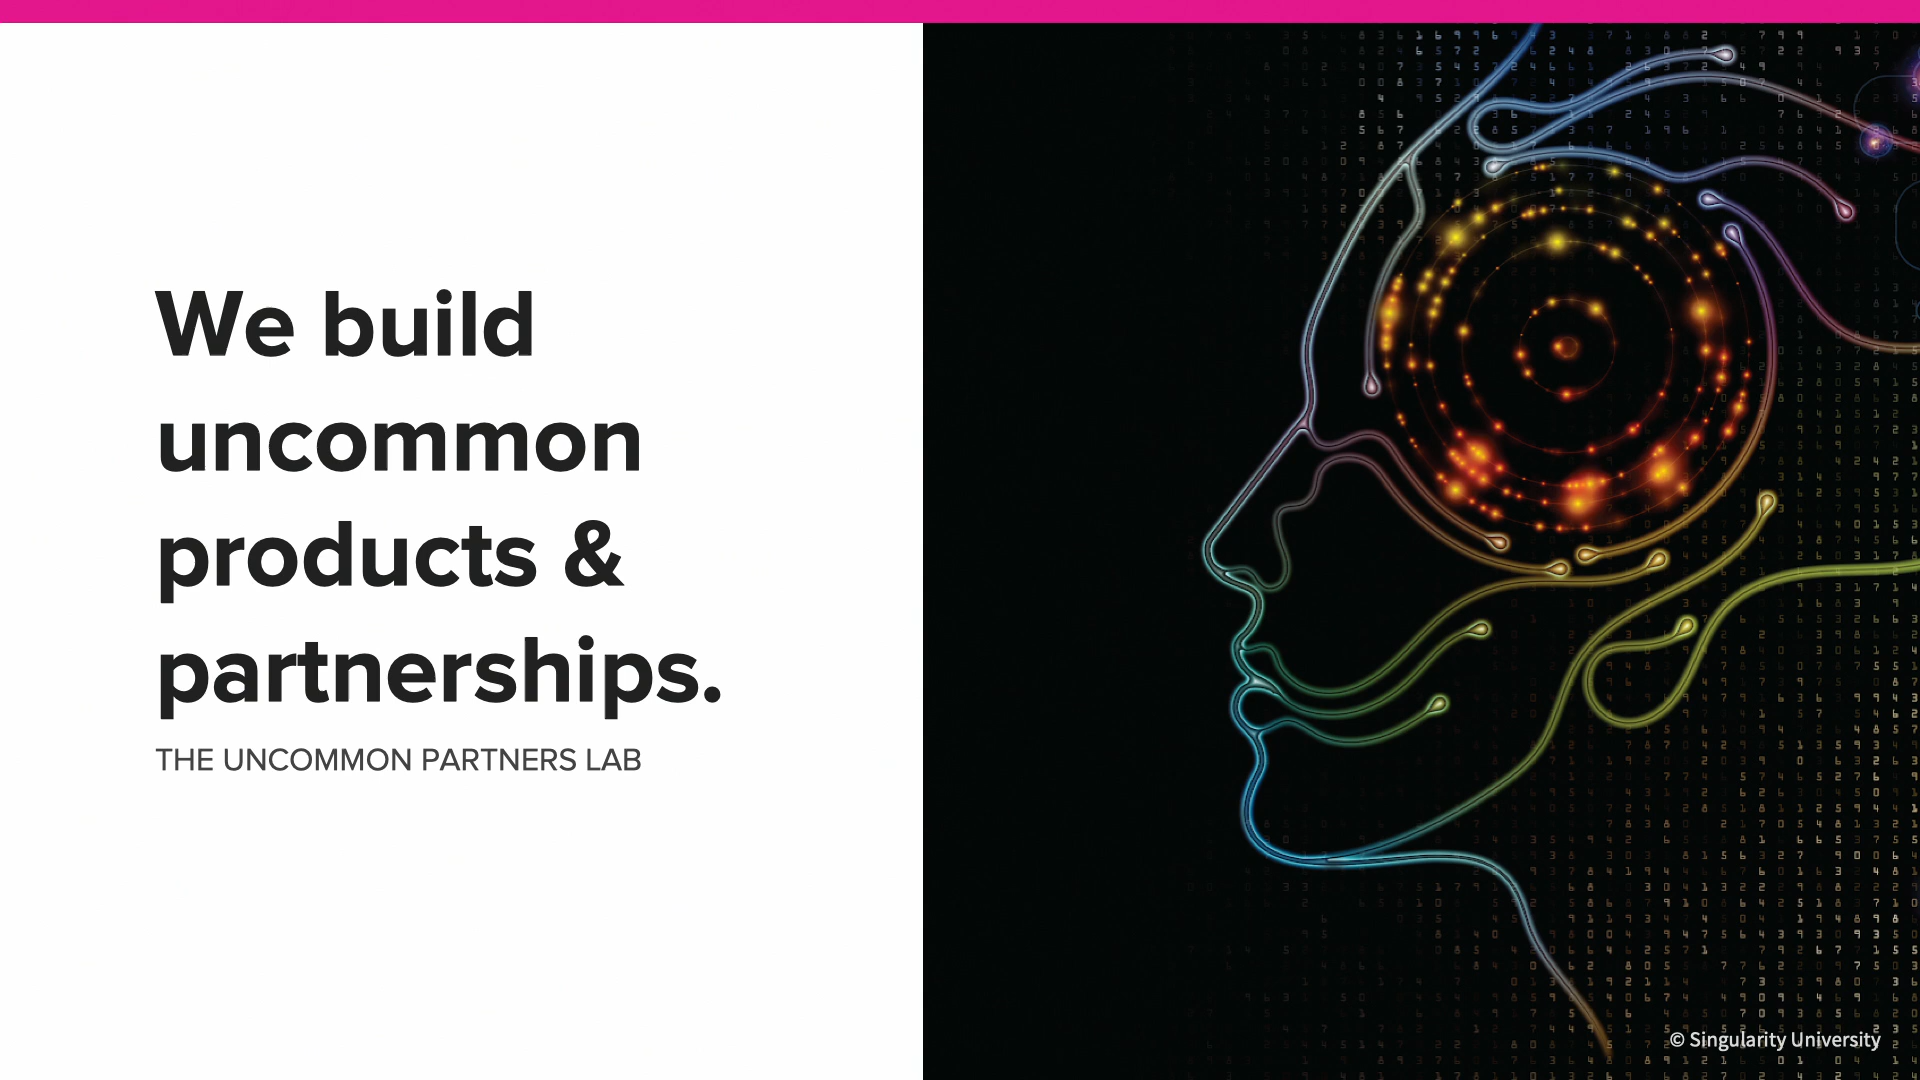 We build
uncommon
products &
partnerships.
THE UNCOMMON PARTNERS LAB
© Singularity University